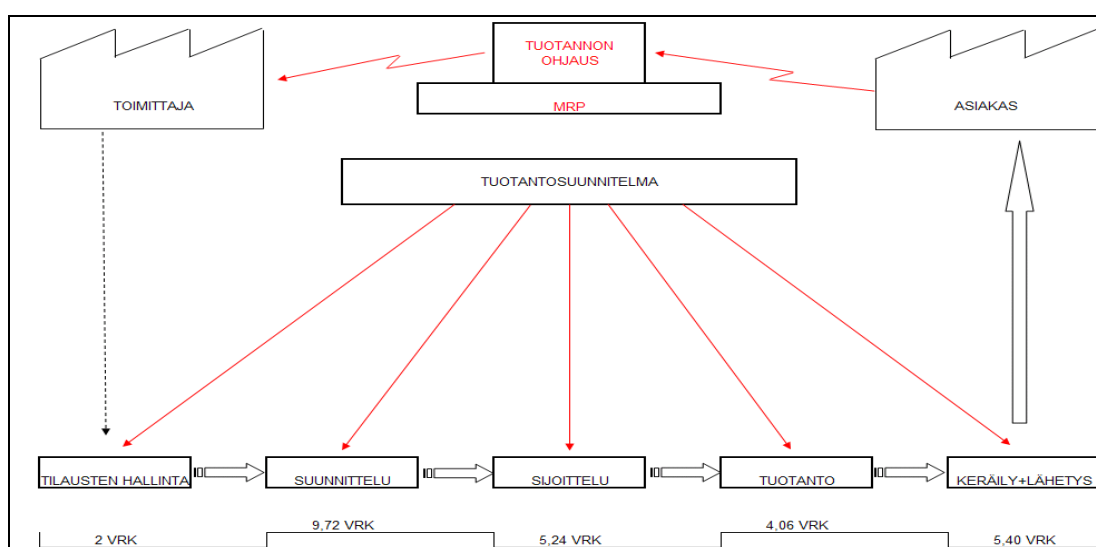 TUOTANNON
OHJAUS
TOIMITTAJA
MRP
ASIAKAS
TUOTANTOSUUNNITELMA
TILAUSTEN HALLINTA
SUUNNITTELU
SIJOITTELU
TUOTANTO
KERÄILY+LÄHETYS
2 VRK
9,72 VRK
5,24 VRK
4,06 VRK
5,40 VRK